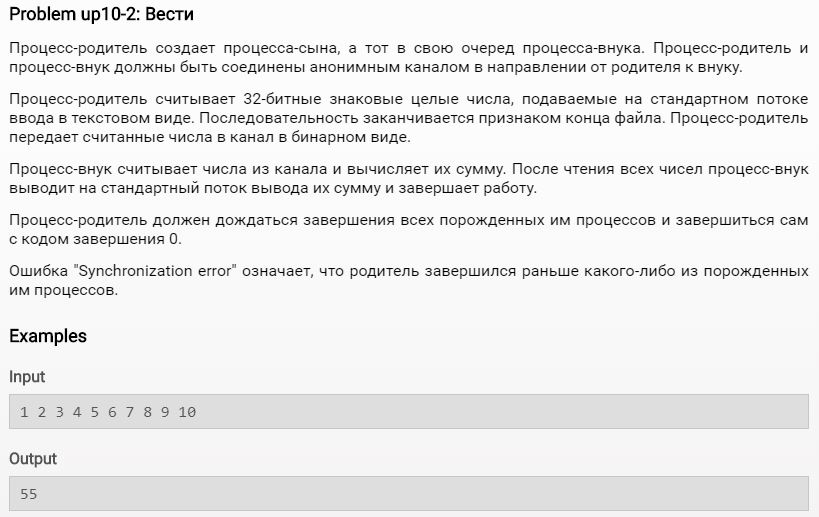 Problem up10-2: Вести
Процесс-родитель создает процесса-сына, а тот в свою очеред процесса-внука. Процесс-родитель и
процесс-внук должны быть соединены анонимным каналом в направлении от родителя к внуку.
Процесс-родитель считывает 32-битные знаковые целые числа, подаваемые на стандартном потоке
ввода в текстовом виде. Последовательность заканчивается признаком конца файла. Процесс-родитель
передает считанные числа в канал в бинарном виде.
Процесс-внук считывает числа из канала и вычисляет их сумму. После чтения всех чисел процесс-внук
выводит на стандартный поток вывода их сумму и завершает работу.
Процесс-родитель должен дождаться завершения всех порожденных им процессов и завершиться сам
с кодом завершения 0.
Ошибка "Synchronization error" означает, что родитель завершился раньше какого-либо из порожденных
им процессов.
Examples
Input
1 2 3 4 5 6 7 8 9 10
Output
55